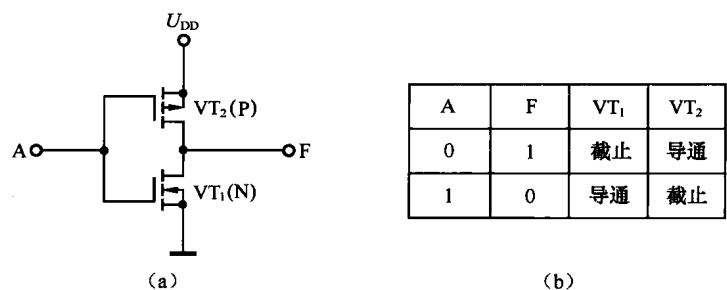 U_DD
VT₂(P)
A
F
VT₁(N)
(a)
A F VT₁ VT₂
0 1 截止 导通
1 0 导通 截止
(b)